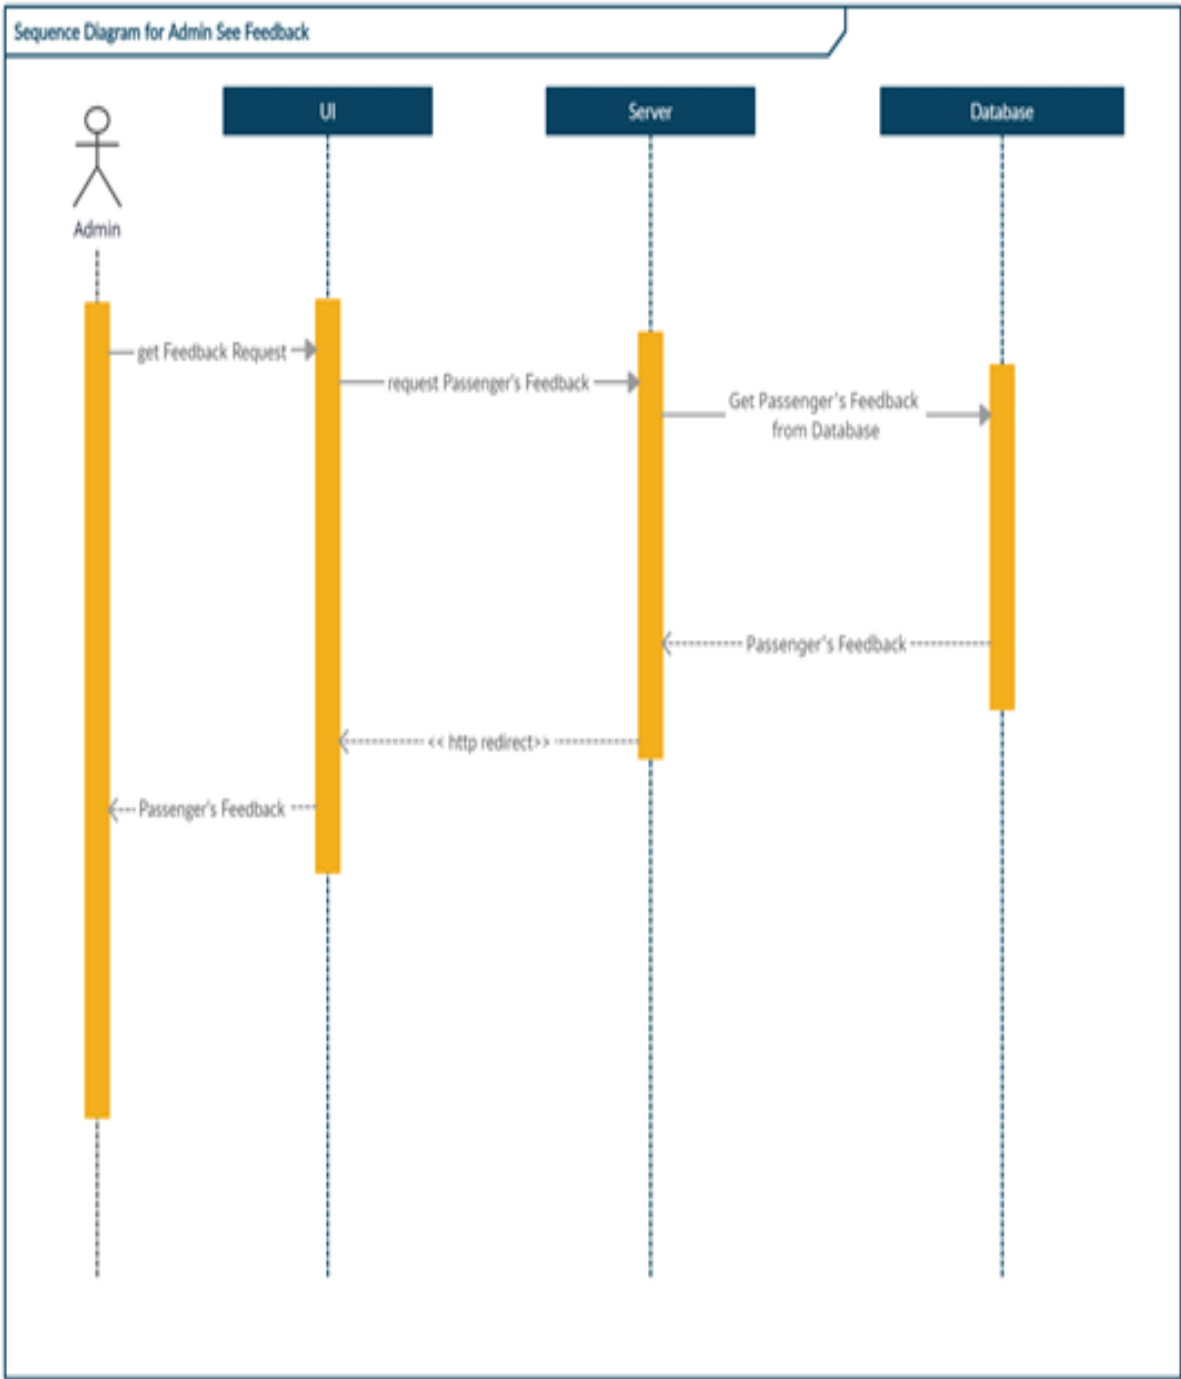 Sequence Diagram for Admin See Feedback
UI
Server
Database
Admin
get Feedback Request
request Passenger's Feedback
Get Passenger's Feedback
from Database
Passenger's Feedback
<< http redirect>>
Passenger's Feedback